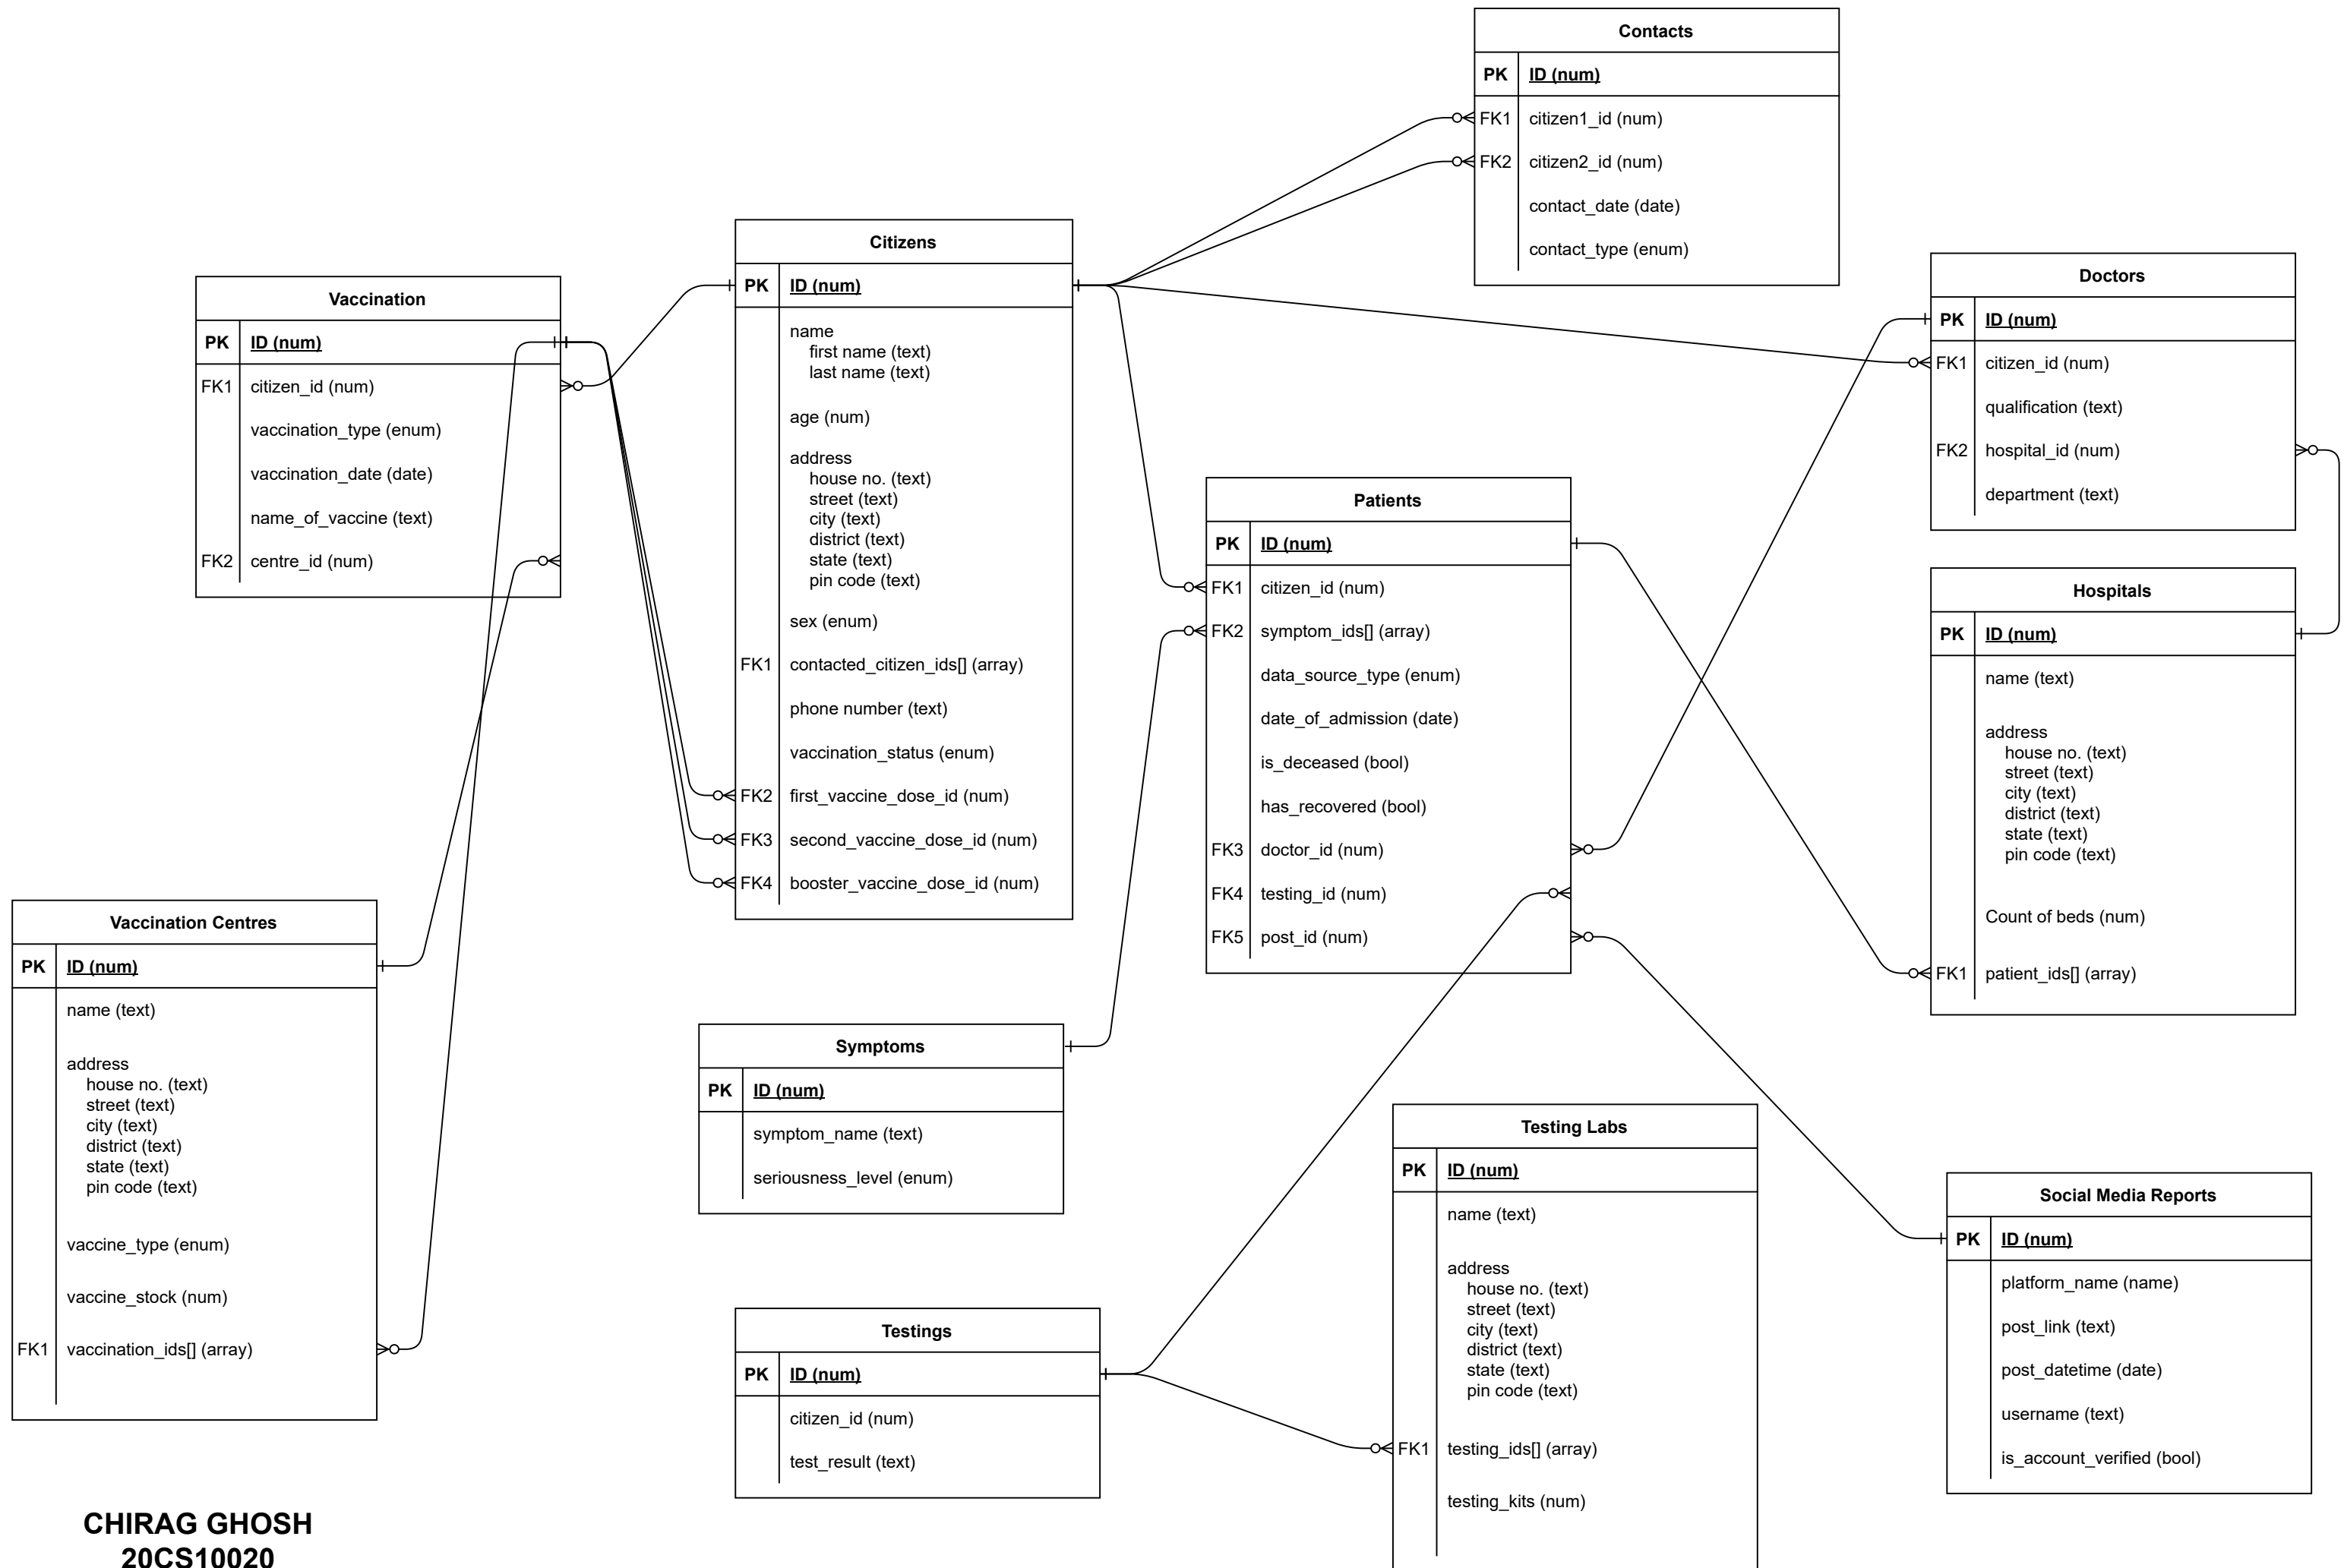 Contacts
PK ID (num)
FK1 citizen1_id (num)
FK2 citizen2_id (num)
contact_date (date)
contact_type (enum)
Citizens
PK ID (num)
name
first name (text)
last name (text)
age (num)
address
house no. (text)
street (text)
city (text)
district (text)
state (text)
pin code (text)
sex (enum)
FK1 contacted_citizen_ids[] (array)
phone number (text)
vaccination_status (enum)
FK2 first_vaccine_dose_id (num)
FK3 second_vaccine_dose_id (num)
FK4 booster_vaccine_dose_id (num)
Doctors
PK ID (num)
FK1 citizen_id (num)
qualification (text)
FK2 hospital_id (num)
department (text)
Vaccination
PK ID (num)
FK1 citizen_id (num)
vaccination_type (enum)
vaccination_date (date)
name_of_vaccine (text)
FK2 centre_id (num)
Patients
PK ID (num)
FK1 citizen_id (num)
FK2 symptom_ids[] (array)
data_source_type (enum)
date_of_admission (date)
is_deceased (bool)
has_recovered (bool)
FK3 doctor_id (num)
FK4 testing_id (num)
FK5 post_id (num)
Hospitals
PK ID (num)
name (text)
address
house no. (text)
street (text)
city (text)
district (text)
state (text)
pin code (text)
Count of beds (num)
FK1 patient_ids[] (array)
Vaccination Centres
PK ID (num)
name (text)
address
house no. (text)
street (text)
city (text)
district (text)
state (text)
pin code (text)
vaccine_type (enum)
vaccine_stock (num)
FK1 vaccination_ids[] (array)
Symptoms
PK ID (num)
symptom_name (text)
seriousness_level (enum)
Testing Labs
PK ID (num)
name (text)
address
house no. (text)
street (text)
city (text)
district (text)
state (text)
pin code (text)
FK1 testing_ids[] (array)
testing_kits (num)
Social Media Reports
PK ID (num)
platform_name (name)
post_link (text)
post_datetime (date)
username (text)
is_account_verified (bool)
Testings
PK ID (num)
citizen_id (num)
test_result (text)
CHIRAG GHOSH
20CS10020